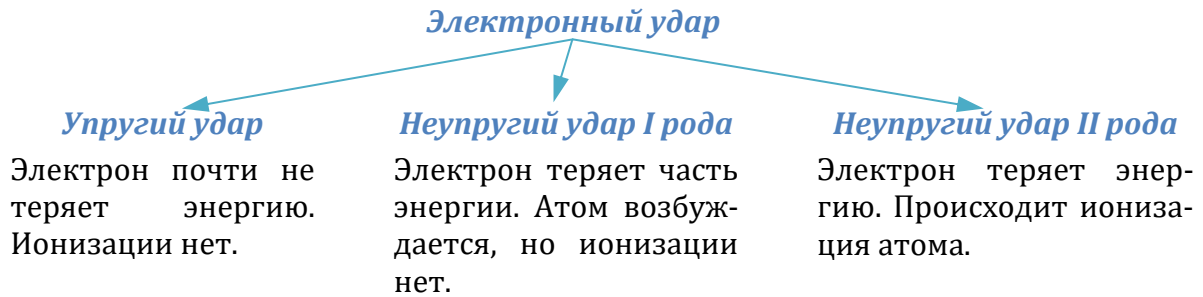 Электронный удар
Упругий удар
Электрон почти не
теряет энергию.
Ионизации нет.
Неупругий удар I рода
Электрон теряет часть
энергии. Атом возбуж-
дается, но ионизации
нет.
Неупругий удар II рода
Электрон теряет энер-
гию. Происходит иониза-
ция атома.